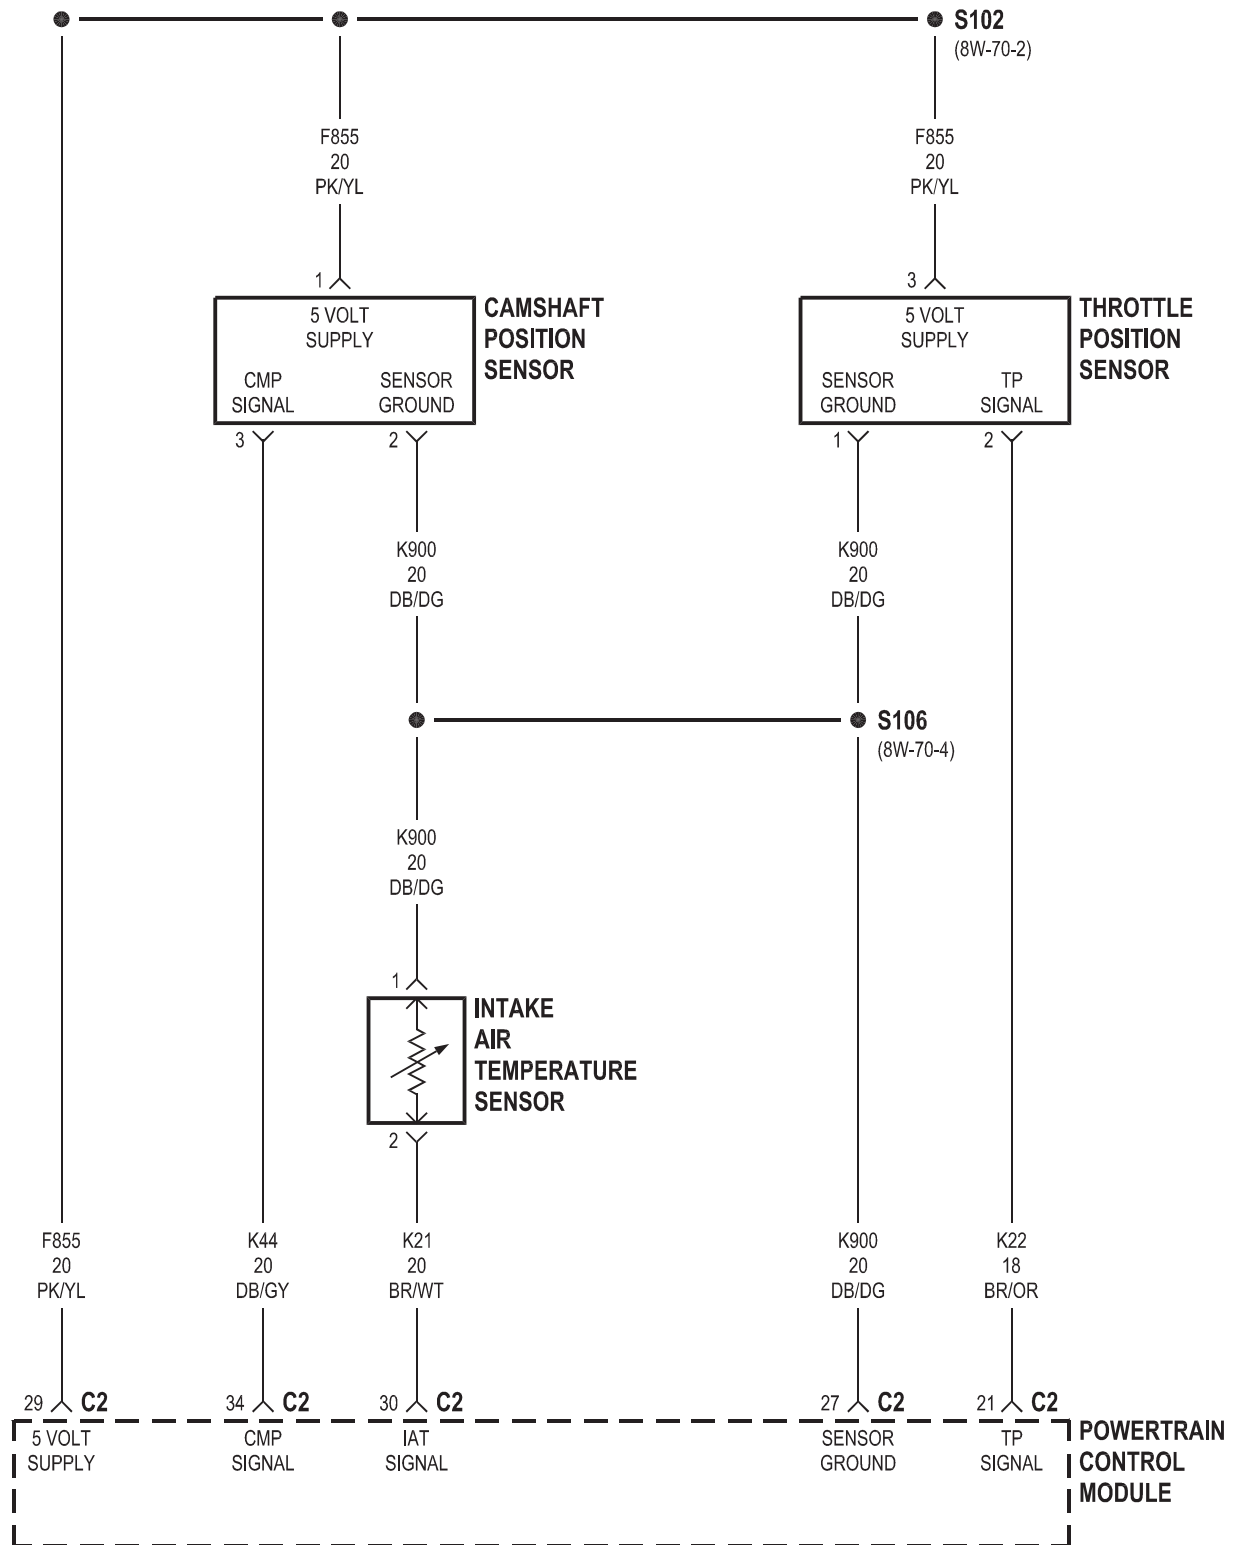 S102
(8W-70-2)
F855
20
PK/YL
F855
20
PK/YL
1
3
5 VOLT
SUPPLY
CMP
SIGNAL
SENSOR
GROUND
CAMSHAFT
POSITION
SENSOR
5 VOLT
SUPPLY
SENSOR
GROUND
TP
SIGNAL
THROTTLE
POSITION
SENSOR
3
2
1
2
K900
20
DB/DG
K900
20
DB/DG
S106
(8W-70-4)
K900
20
DB/DG
1
INTAKE
AIR
TEMPERATURE
SENSOR
2
F855
20
PK/YL
K44
20
DB/GY
K21
20
BR/WT
K900
20
DB/DG
K22
18
BR/OR
29 C2
34 C2
30 C2
27 C2
21 C2
5 VOLT
SUPPLY
CMP
SIGNAL
IAT
SIGNAL
SENSOR
GROUND
TP
SIGNAL
POWERTRAIN
CONTROL
MODULE